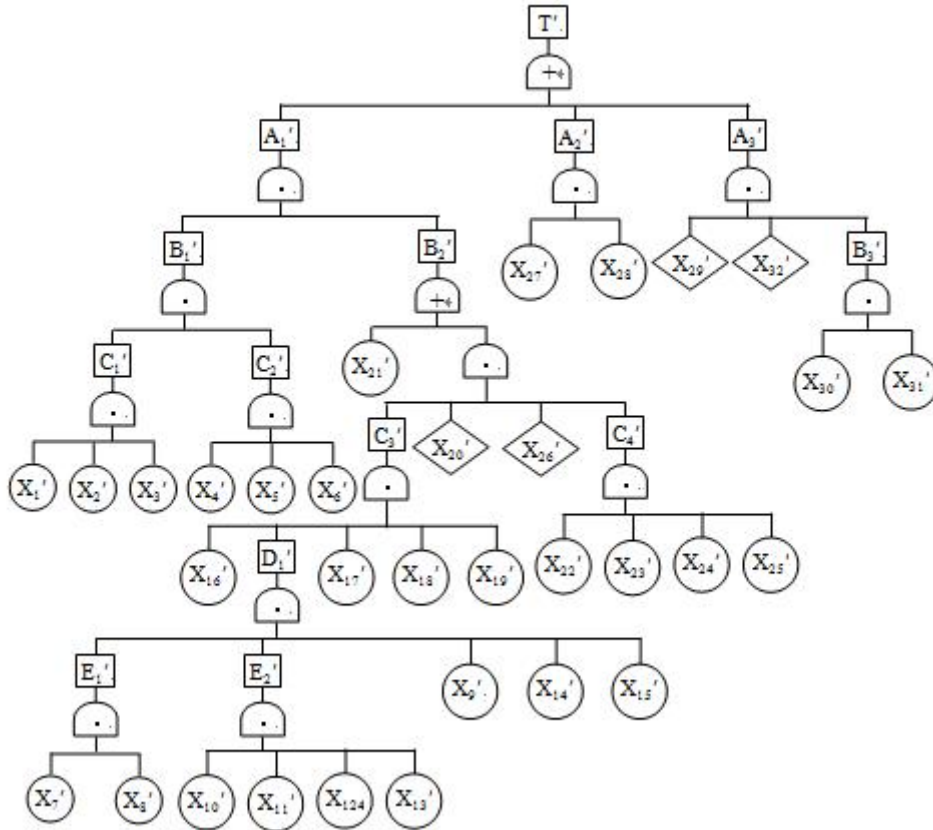 T′.
+
A₁′. A₂′. A₃′.
· · ·
B₁′. B₂′. X₂₇′ X₂₈′ X₂₉′ X₃₂′ B₃′.
· + ·
C₁′. C₂′. X₂₁′ · X₃₀′ X₃₁′
· · C₃′ X₂₀′ X₂₆′ C₄′.
X₁′ X₂′ X₃′ X₄′ X₅′ X₆′ · ·
X₁₆′ D₁′. X₁₇′ X₁₈′ X₁₉′ X₂₂′ X₂₃′ X₂₄′ X₂₅′
·
E₁′. E₂′ X₉′. X₁₄′ X₁₅′
· ·
X₇′ X₈′ X₁₀′ X₁₁′ X₁₂₄ X₁₃′